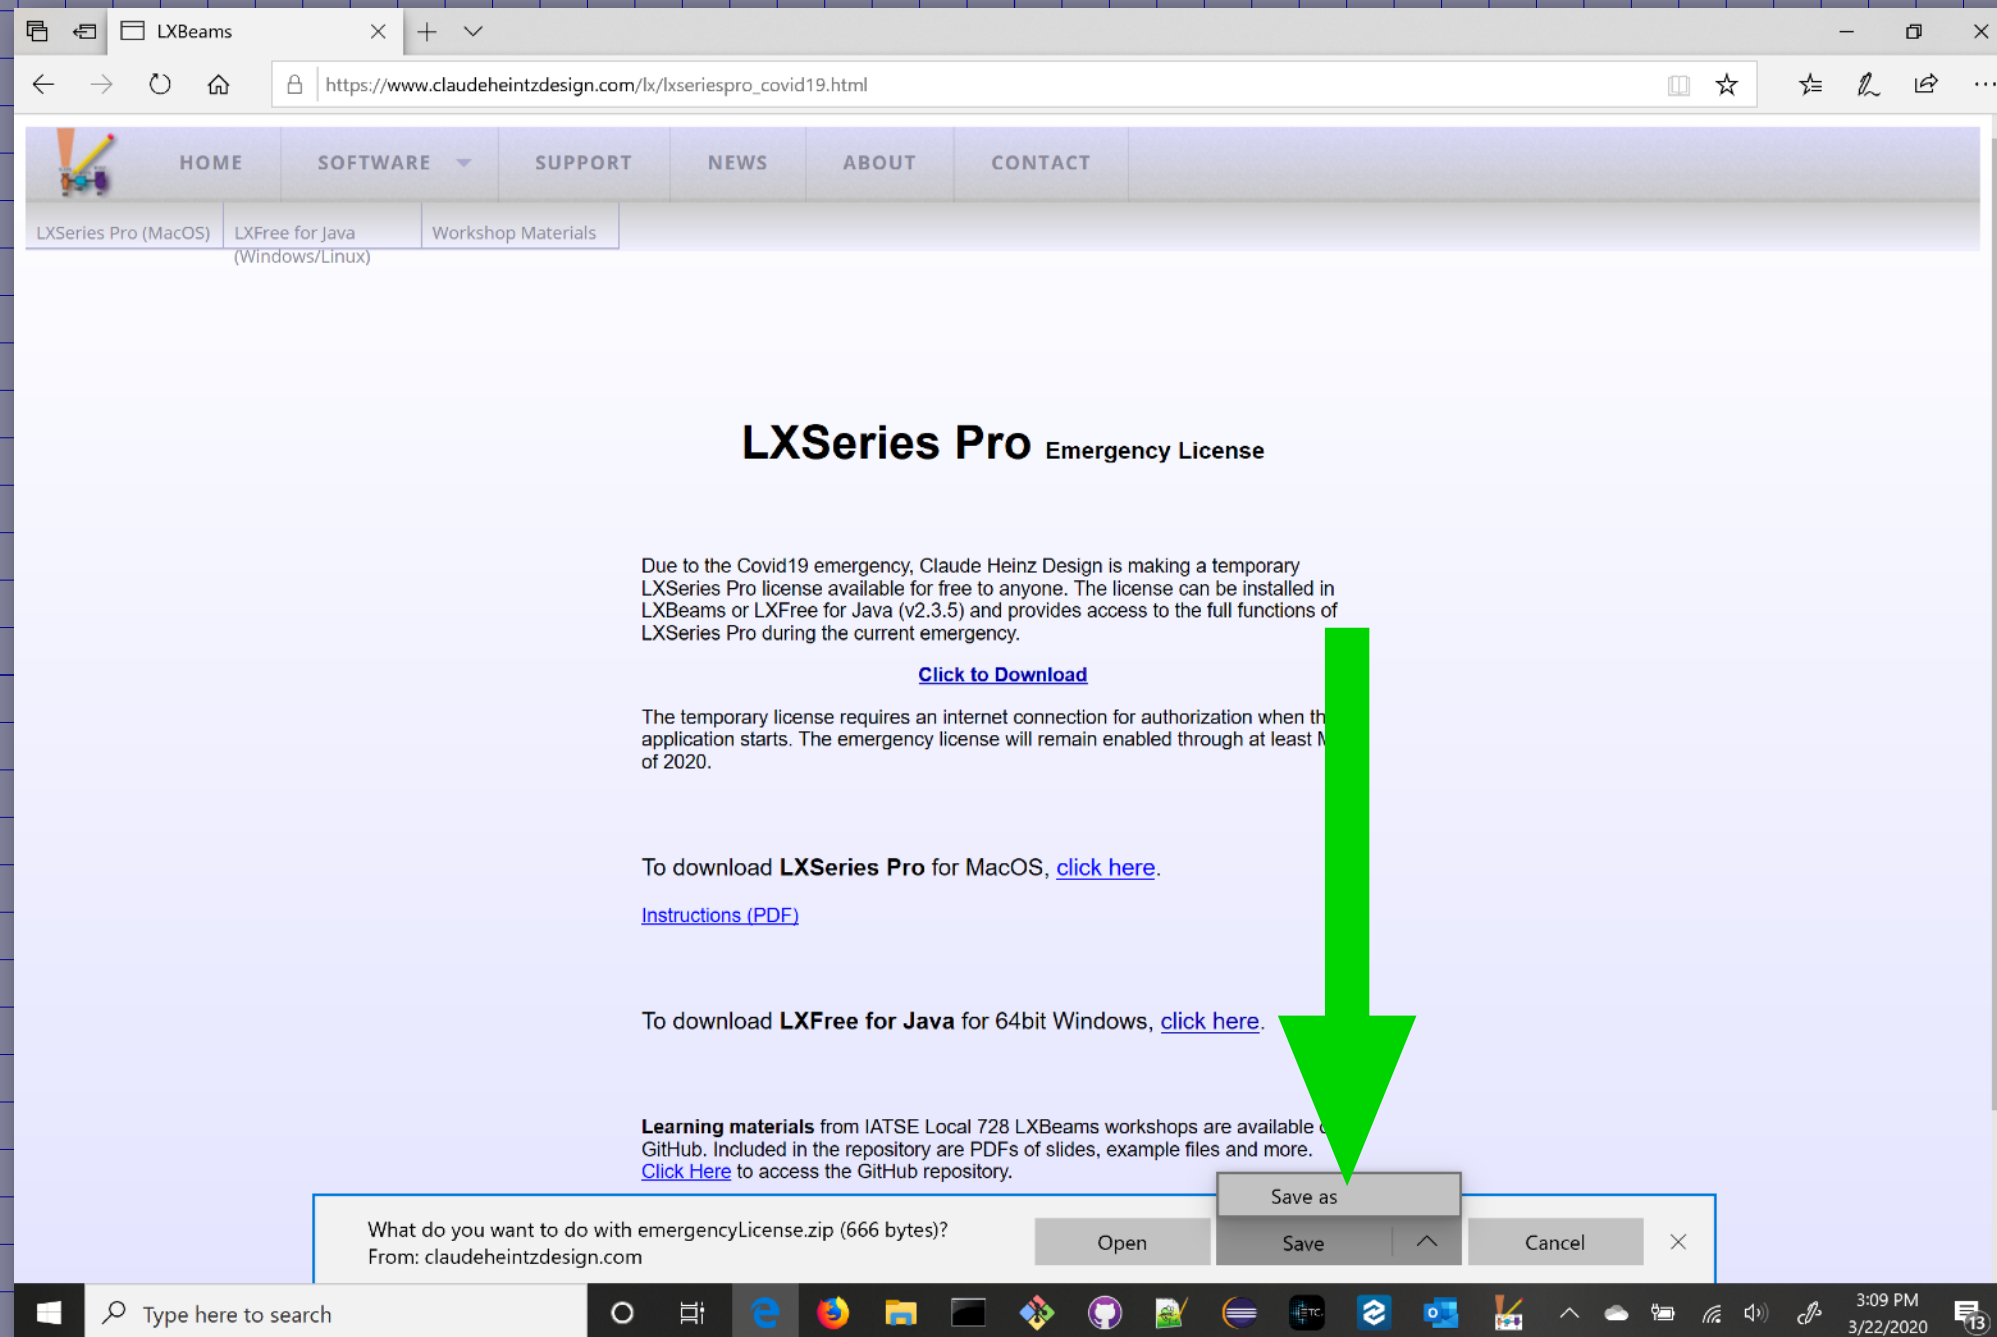 LXBeams
https://www.claudeheintzdesign.com/lx/lxseriespro_covid19.html
HOME SOFTWARE SUPPORT NEWS ABOUT CONTACT
LXSeries Pro (MacOS) LXFree for Java Workshop Materials
(Windows/Linux)
LXSeries Pro Emergency License
Due to the Covid19 emergency, Claude Heinz Design is making a temporary
LXSeries Pro license available for free to anyone. The license can be installed in
LXBeams or LXFree for Java (v2.3.5) and provides access to the full functions of
LXSeries Pro during the current emergency.
Click to Download
The temporary license requires an internet connection for authorization when
application starts. The emergency license will remain enabled through at least
of 2020.
To download LXSeries Pro for MacOS, click here.
Instructions (PDF)
To download LXFree for Java for 64bit Windows, click here.
Learning materials from IATSE Local 728 LXBeams workshops are available
GitHub. Included in the repository are PDFs of slides, example files and more.
Click Here to access the GitHub repository.
Save as
What do you want to do with emergencyLicense.zip (666 bytes)?
From: claudeheintzdesign.com
Open Save Cancel
Type here to search
ETC
3:09 PM
3/22/2020
13